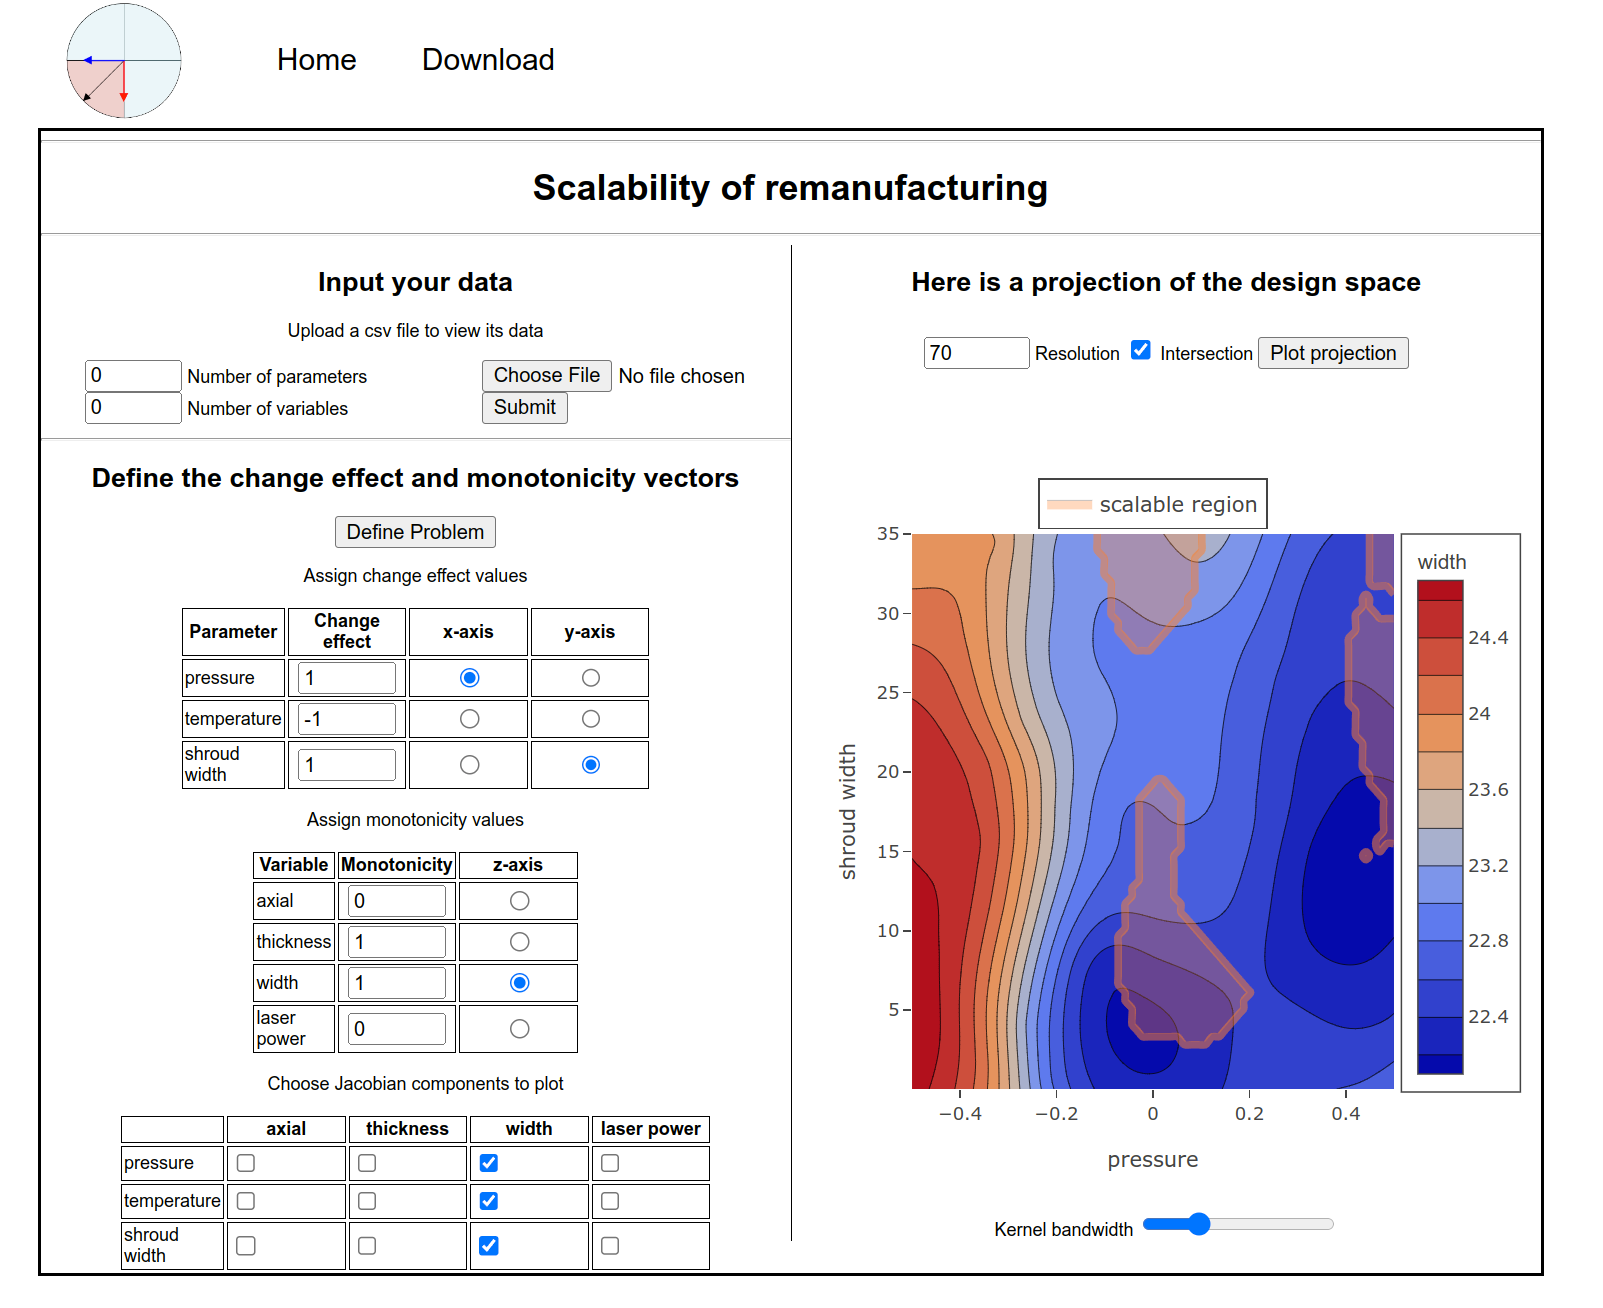 Home Download
Scalability of remanufacturing
Input your data
Upload a csv file to view its data
0 Number of parameters Choose File No file chosen
0 Number of variables Submit
Define the change effect and monotonicity vectors
Define Problem
Assign change effect values
Parameter Change effect x-axis y-axis
pressure 1
temperature -1
shroud width 1
Assign monotonicity values
Variable Monotonicity z-axis
axial 0
thickness 1
width 1
laser power 0
Choose Jacobian components to plot
axial thickness width laser power
pressure
temperature
shroud width
Here is a projection of the design space
70 Resolution Intersection Plot projection
scalable region
35
30
25
20
15
10
5
shroud width
−0.4 −0.2 0 0.2 0.4
pressure
width
24.4
24
23.6
23.2
22.8
22.4
Kernel bandwidth